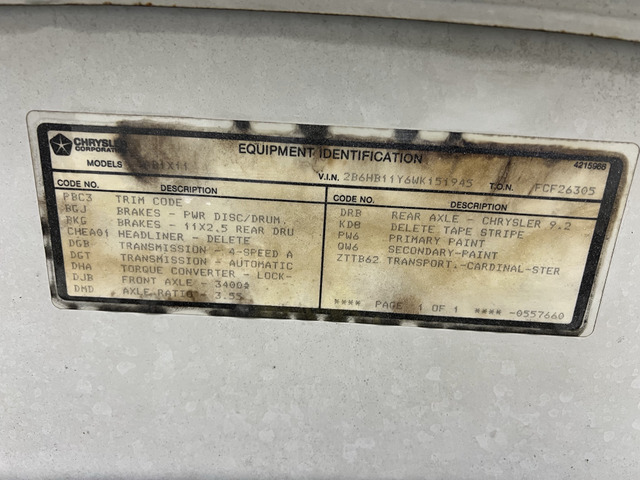 CHRYSLER
CORPORATION
EQUIPMENT IDENTIFICATION
4215988
MODELS
V.I.N. 2B6HB11Y6WK151945 T.O.N. FCF26305
CODE NO. DESCRIPTION
PBC3 TRIM CODE
BGJ BRAKES - PWR DISC/DRUM.
BKG BRAKES - 11X2.5 REAR DRU
CHEA01 HEADLINER - DELETE
DGB TRANSMISSION - 4-SPEED A
DGT TRANSMISSION - AUTOMATIC
DHA TORQUE CONVERTER - LOCK-
DJB FRONT AXLE - 3400#
DMD AXLE RATIO- 3.55
CODE NO. DESCRIPTION
DRB REAR AXLE - CHRYSLER 9.2
KDB DELETE TAPE STRIPE
PW6 PRIMARY PAINT
QW6 SECONDARY-PAINT
ZTTB62 TRANSPORT.-CARDINAL-STER
**** PAGE 1 OF 1 **** -0557660